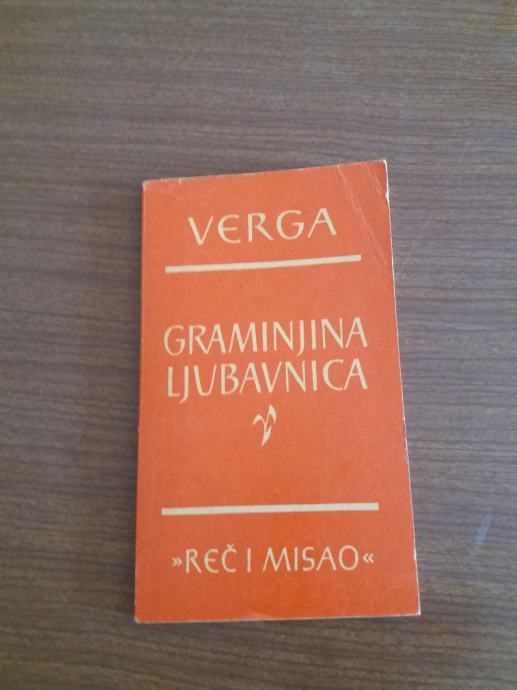 VERGA
GRAMINJINA
LJUBAVNICA
»REČ I MISAO«